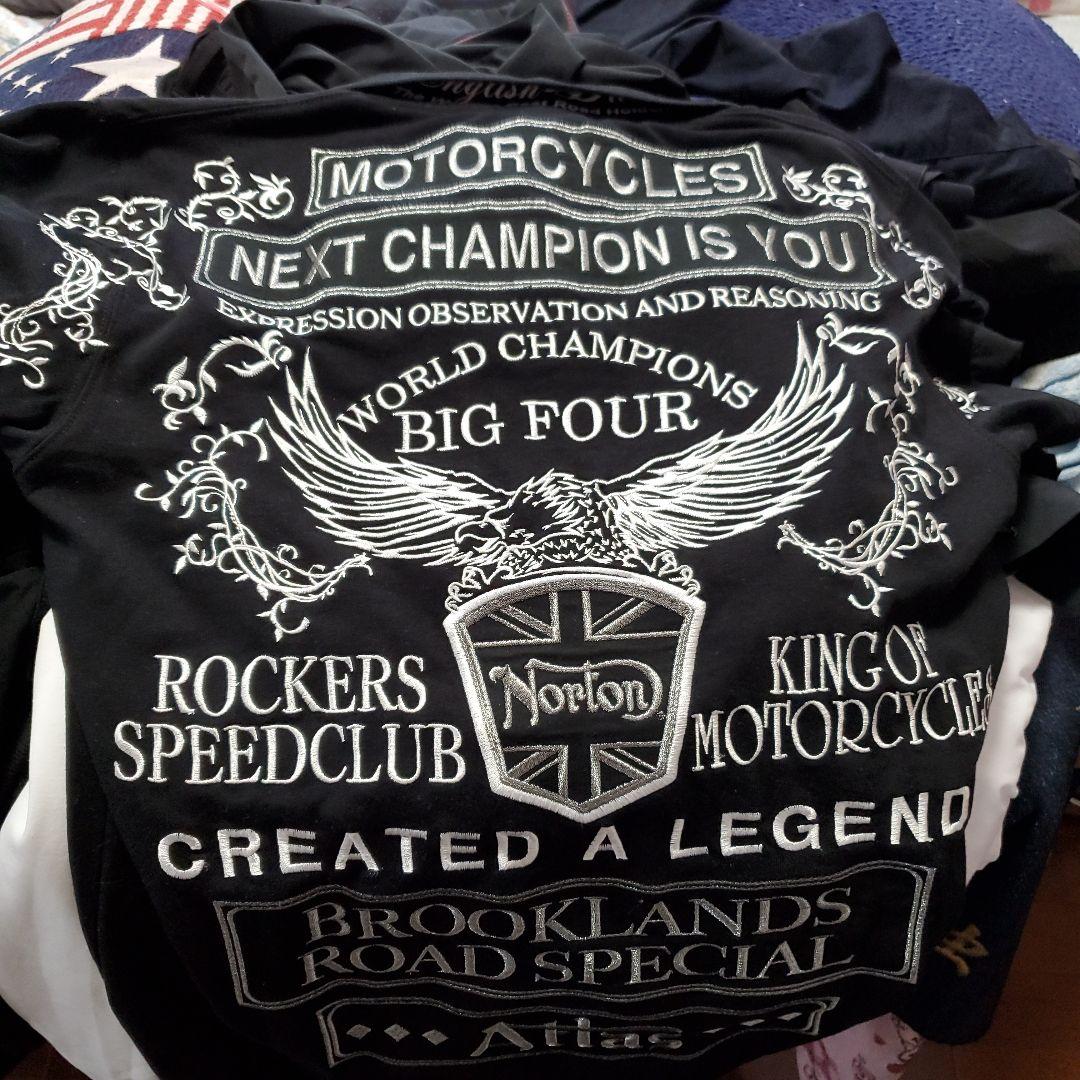 MOTORCYCLES
NEXT CHAMPION IS YOU
EXPRESSION OBSERVATION AND REASONING
WORLD CHAMPIONS
BIG FOUR
Norton
ROCKERS
SPEEDCLUB
KING OF
MOTORCYCLES
CREATED A LEGEND
BROOKLANDS
ROAD SPECIAL
Atlas